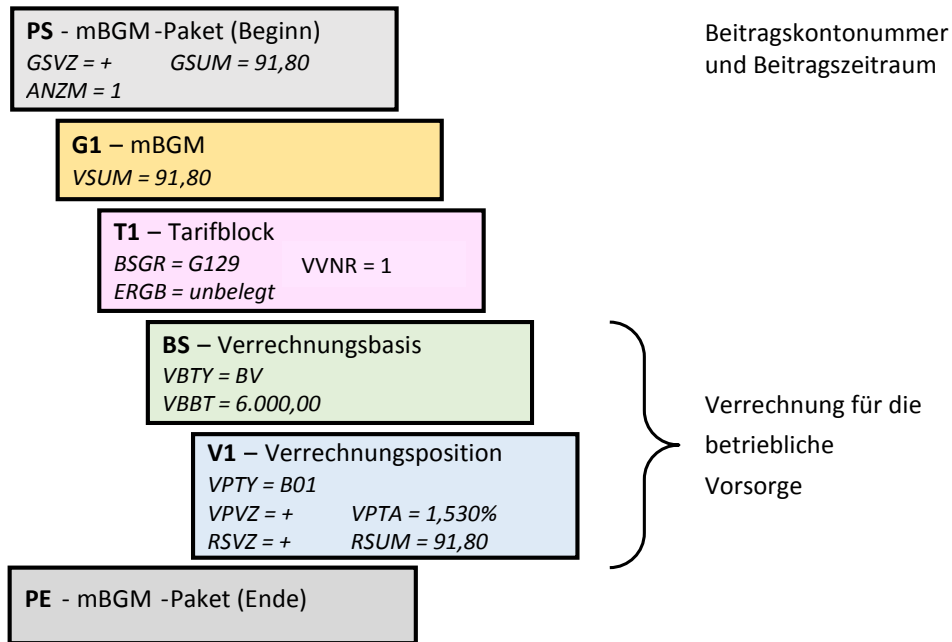 PS - mBGM -Paket (Beginn)
GSVZ = + GSUM = 91,80
ANZM = 1
Beitragskontonummer
und Beitragszeitraum
G1 – mBGM
VSUM = 91,80
T1 – Tarifblock
BSGR = G129 VVNR = 1
ERGB = unbelegt
BS – Verrechnungsbasis
VBTY = BV
VBBT = 6.000,00
V1 – Verrechnungsposition
VPTY = B01
VPVZ = + VPTA = 1,530%
RSVZ = + RSUM = 91,80
Verrechnung für die
betriebliche
Vorsorge
PE - mBGM -Paket (Ende)